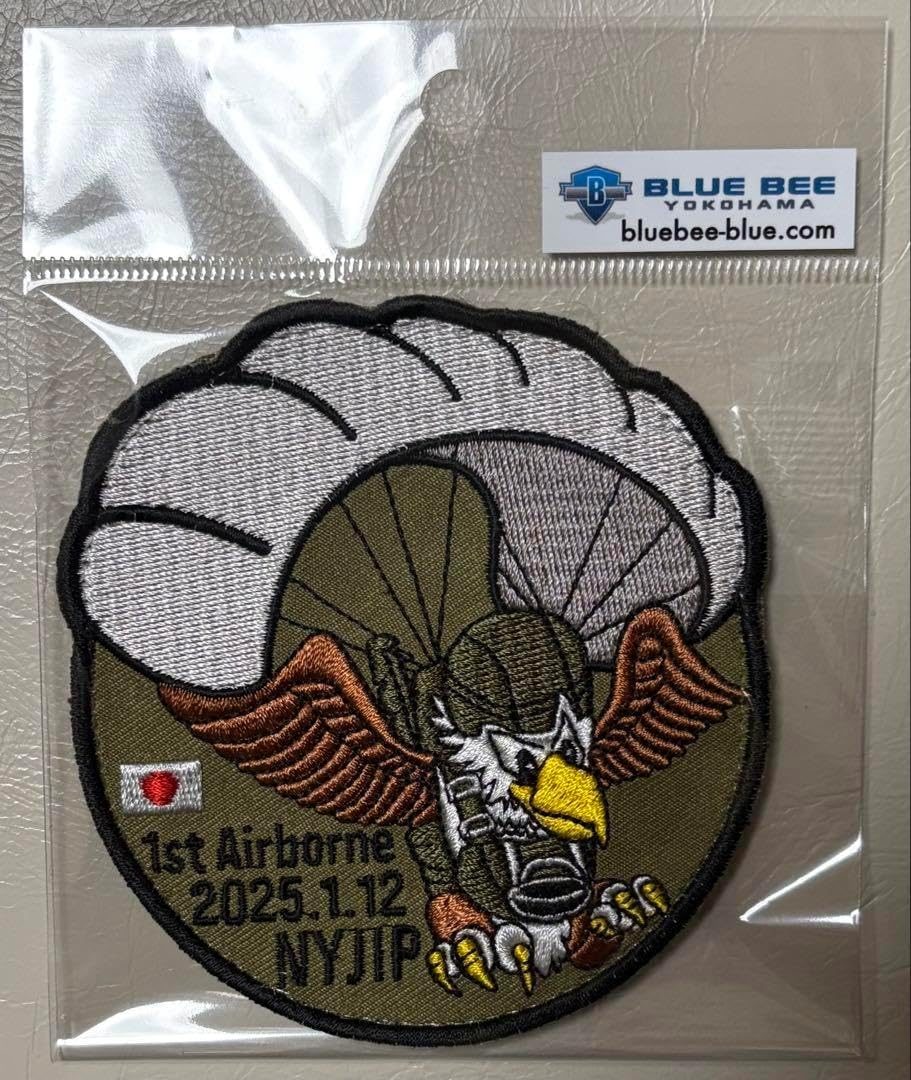 B BLUE BEE
YOKOHAMA
bluebee-blue.com
1st Airborne
2025.1.12
NYJIP